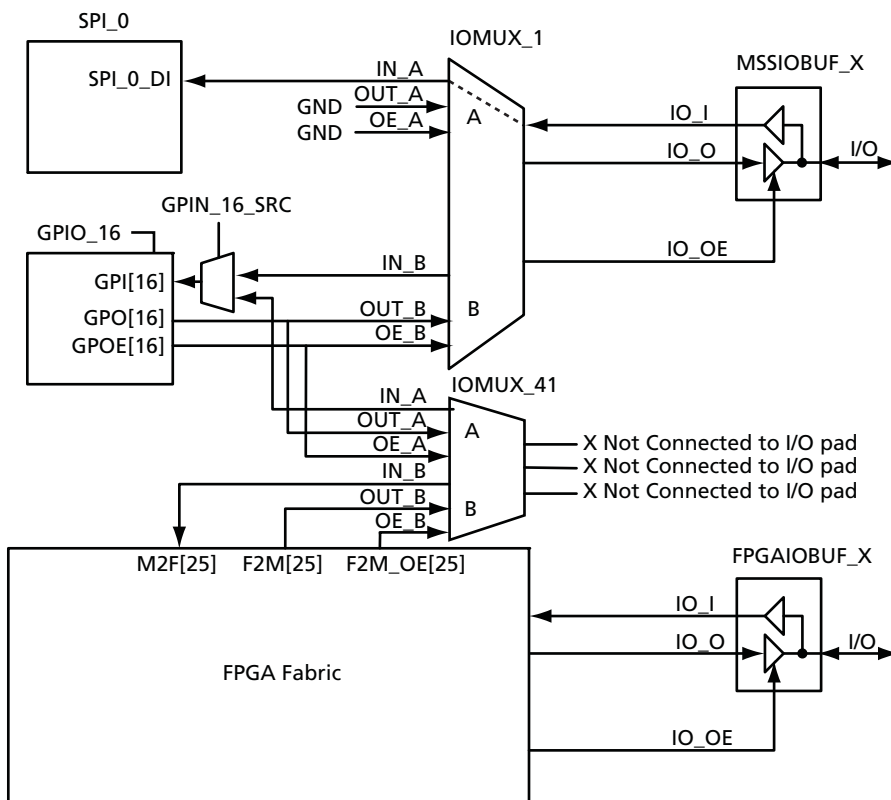 SPI_0
IOMUX_1
MSSIOBUF_X
SPI_0_DI
IN_A
OUT_A
GND
OE_A
GND
A
IO_I
IO_O
I/O
IO_OE
GPIN_16_SRC
GPIO_16
GPI[16]
GPO[16]
GPOE[16]
IN_B
OUT_B
OE_B
B
IOMUX_41
IN_A
OUT_A
OE_A
IN_B
OUT_B
OE_B
A
B
X Not Connected to I/O pad
X Not Connected to I/O pad
X Not Connected to I/O pad
M2F[25]
F2M[25]
F2M_OE[25]
FPGA Fabric
FPGAIOBUF_X
IO_I
IO_O
I/O
IO_OE